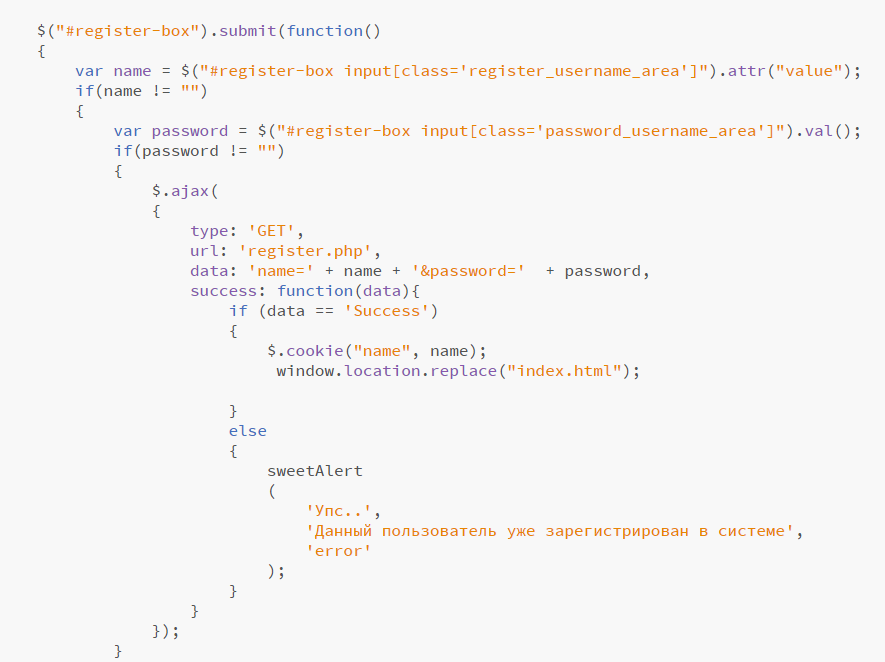 $("#register-box").submit(function()
{
    var name = $("#register-box input[class='register_username_area']").attr("value");
    if(name != "")
    {
        var password = $("#register-box input[class='password_username_area']").val();
        if(password != "")
        {
            $.ajax(
            {
                type: 'GET',
                url: 'register.php',
                data: 'name=' + name + '&password='  + password,
                success: function(data){
                    if (data == 'Success')
                    {
                        $.cookie("name", name);
                         window.location.replace("index.html");
                    }
                    else
                    {
                        sweetAlert
                        (
                            'Упс..',
                            'Данный пользователь уже зарегистрирован в системе',
                            'error'
                        );
                    }
                }
            });
        }